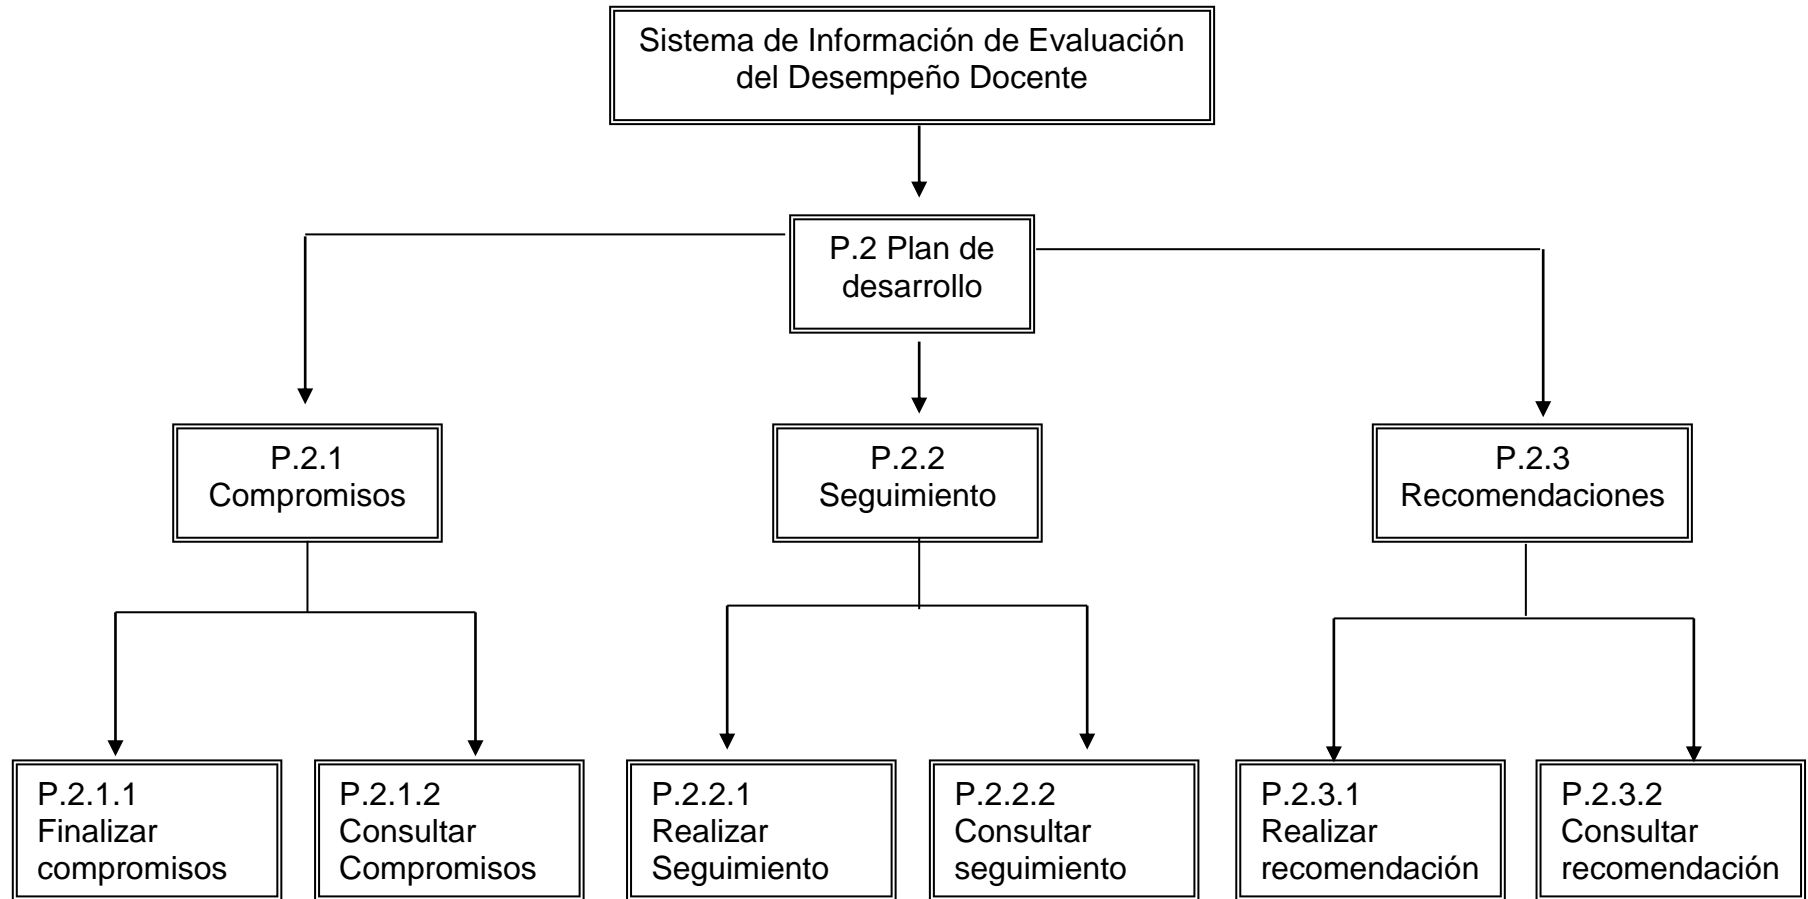 Sistema de Información de Evaluación
del Desempeño Docente
P.2 Plan de
desarrollo
P.2.1
Compromisos
P.2.2
Seguimiento
P.2.3
Recomendaciones
P.2.1.1
Finalizar
compromisos
P.2.1.2
Consultar
Compromisos
P.2.2.1
Realizar
Seguimiento
P.2.2.2
Consultar
seguimiento
P.2.3.1
Realizar
recomendación
P.2.3.2
Consultar
recomendación